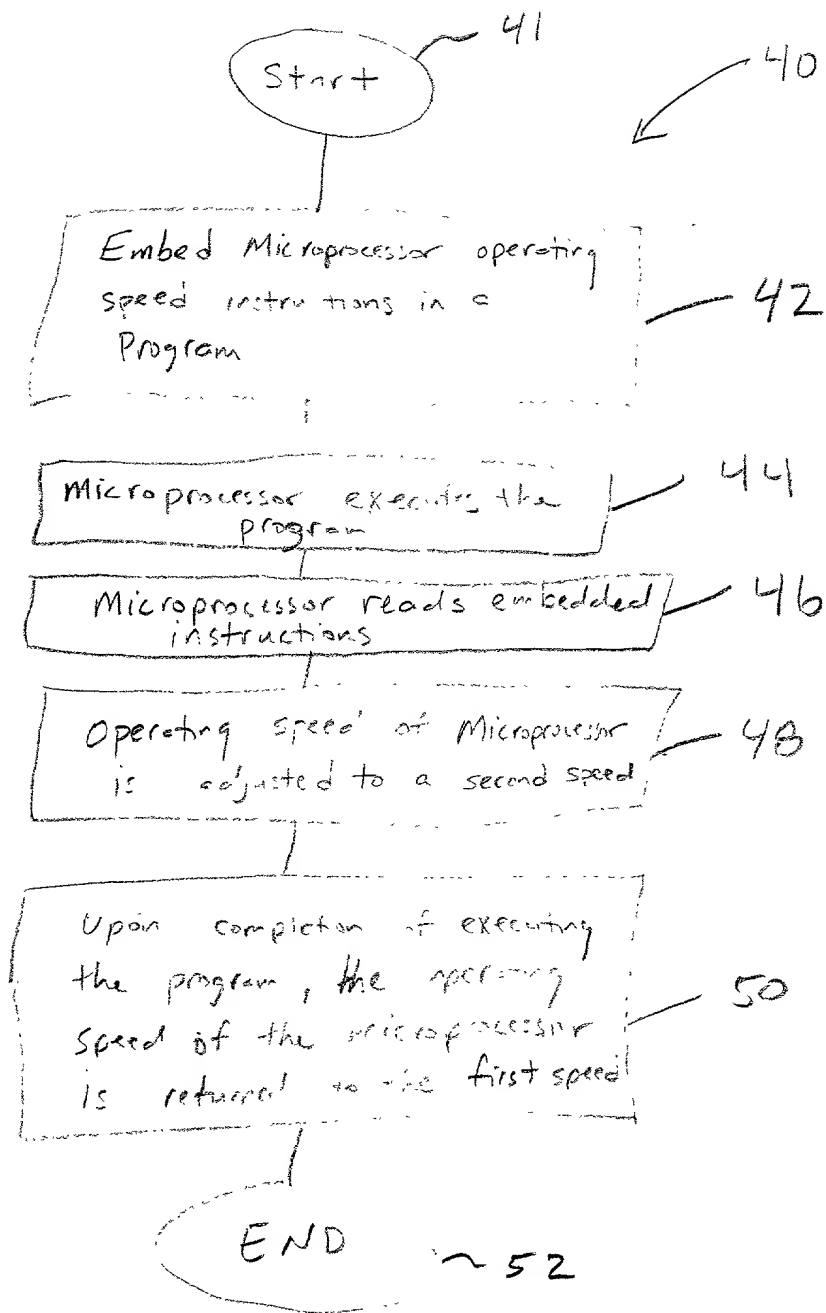 41
Start
40
Embed Microprocessor operating
speed instructions in a
Program
42
Microprocessor executes the
program
44
Microprocessor reads embedded
instructions
46
Operating speed of Microprocessor
is adjusted to a second speed
48
Upon completion of executing
the program, the operating
speed of the microprocessor
is returned to the first speed
50
END
52